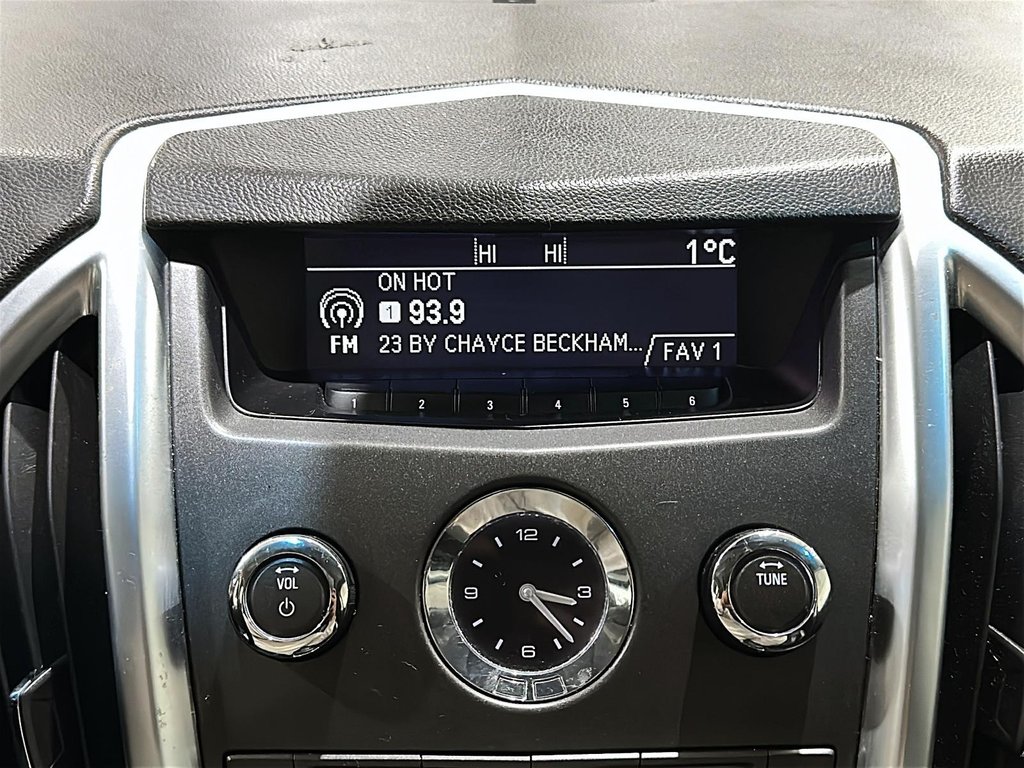 HI HI 1°C
ON HOT
1 93.9
FM 23 BY CHAYCE BECKHAM... FAV 1
1 2 3 4 5 6
12
VOL TUNE
9 3
6